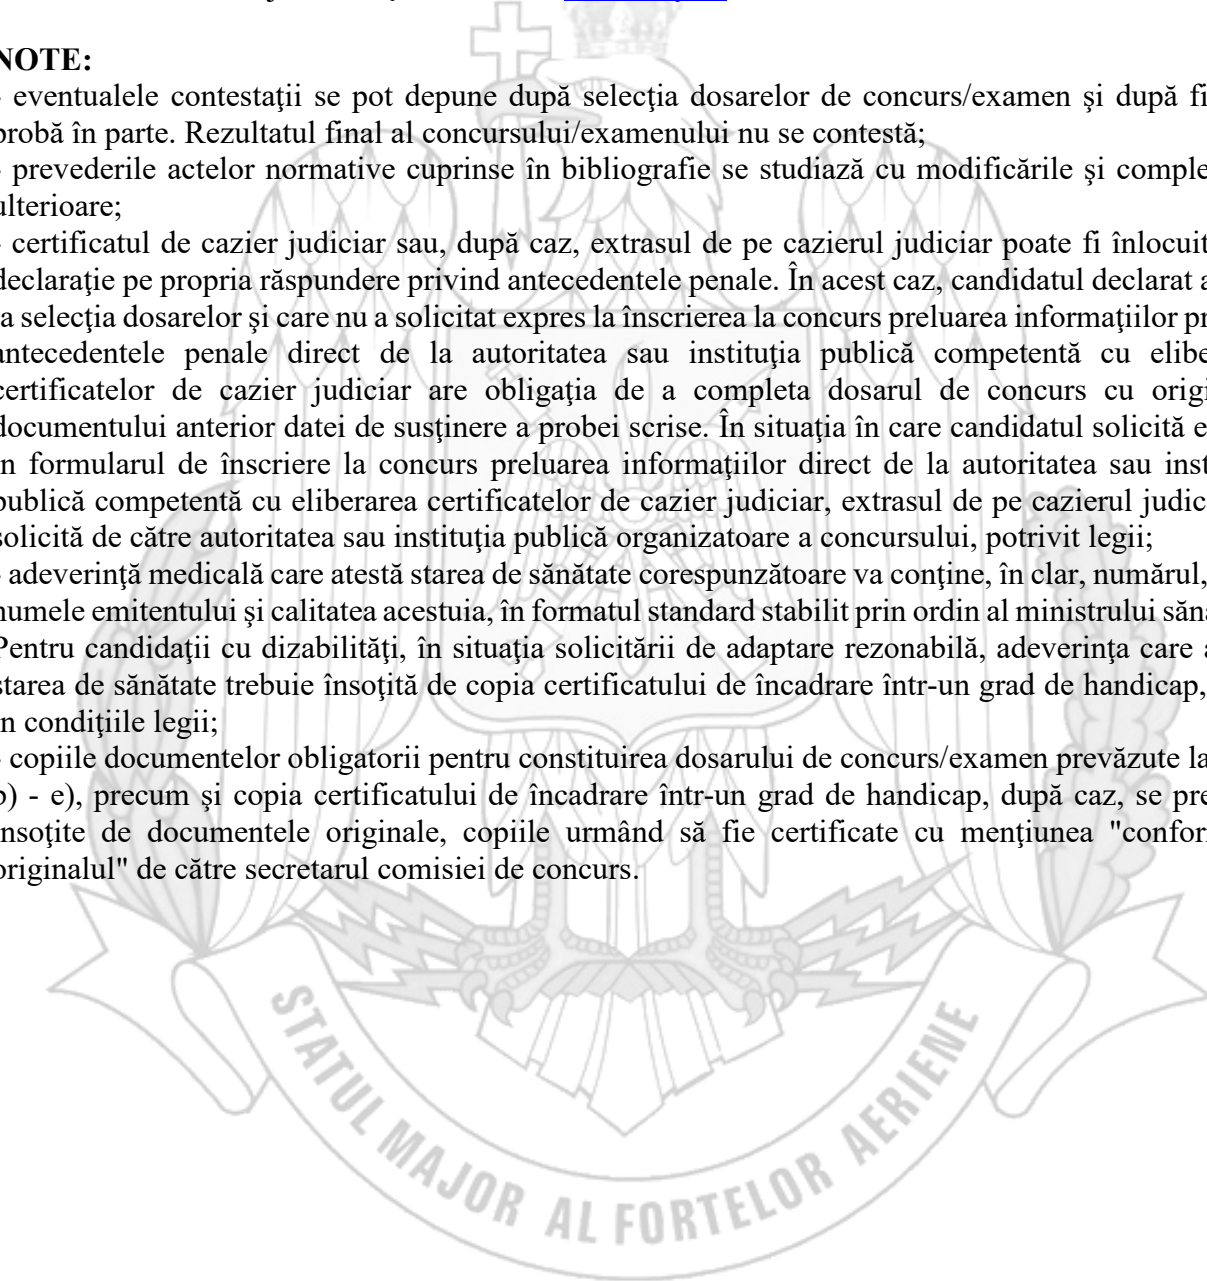 NOTE:
- eventualele contestaţii se pot depune după selecţia dosarelor de concurs/examen şi după fi
probă în parte. Rezultatul final al concursului/examenului nu se contestă;
- prevederile actelor normative cuprinse în bibliografie se studiază cu modificările şi comple
ulterioare;
- certificatul de cazier judiciar sau, după caz, extrasul de pe cazierul judiciar poate fi înlocuit
declaraţie pe propria răspundere privind antecedentele penale. În acest caz, candidatul declarat a
la selecţia dosarelor şi care nu a solicitat expres la înscrierea la concurs preluarea informaţiilor pr
antecedentele penale direct de la autoritatea sau instituţia publică competentă cu elibe
certificatelor de cazier judiciar are obligaţia de a completa dosarul de concurs cu origi
documentului anterior datei de susţinere a probei scrise. În situaţia în care candidatul solicită e
în formularul de înscriere la concurs preluarea informaţiilor direct de la autoritatea sau inst
publică competentă cu eliberarea certificatelor de cazier judiciar, extrasul de pe cazierul judic
solicită de către autoritatea sau instituţia publică organizatoare a concursului, potrivit legii;
- adeverinţă medicală care atestă starea de sănătate corespunzătoare va conţine, în clar, numărul,
numele emitentului şi calitatea acestuia, în formatul standard stabilit prin ordin al ministrului sănă
Pentru candidaţii cu dizabilităţi, în situaţia solicitării de adaptare rezonabilă, adeverinţa care a
starea de sănătate trebuie însoţită de copia certificatului de încadrare într-un grad de handicap,
în condiţiile legii;
- copiile documentelor obligatorii pentru constituirea dosarului de concurs/examen prevăzute la
b) - e), precum şi copia certificatului de încadrare într-un grad de handicap, după caz, se pre
însoţite de documentele originale, copiile urmând să fie certificate cu menţiunea "confor
originalul" de către secretarul comisiei de concurs.
STATUL MAJOR AL FORTELOR AERIENE